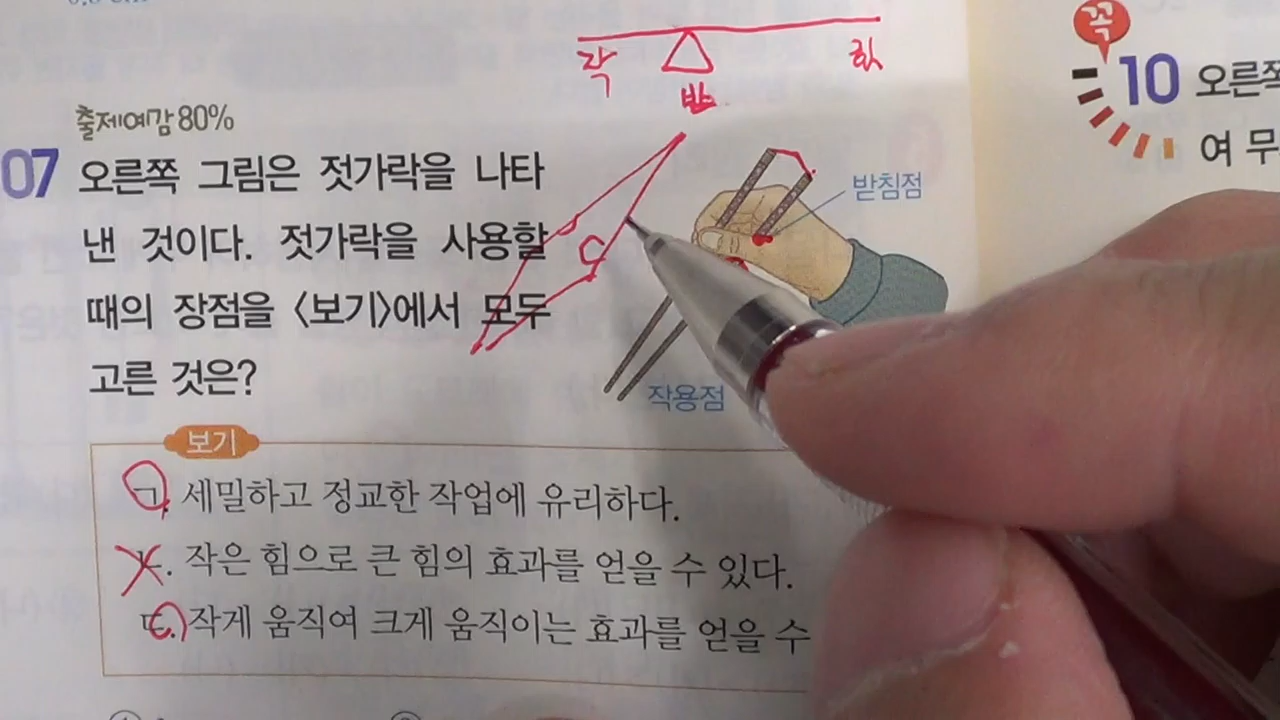 작
받
힘
출제예감 80%
07 오른쪽 그림은 젓가락을 나타
낸 것이다. 젓가락을 사용할
때의 장점을 〈보기〉에서 모두
고른 것은?
받침점
작용점
보기
ㄱ. 세밀하고 정교한 작업에 유리하다.
ㄴ. 작은 힘으로 큰 힘의 효과를 얻을 수 있다.
ㄷ. 작게 움직여 크게 움직이는 효과를 얻을 수
꼭
10 오른쪽
여 무